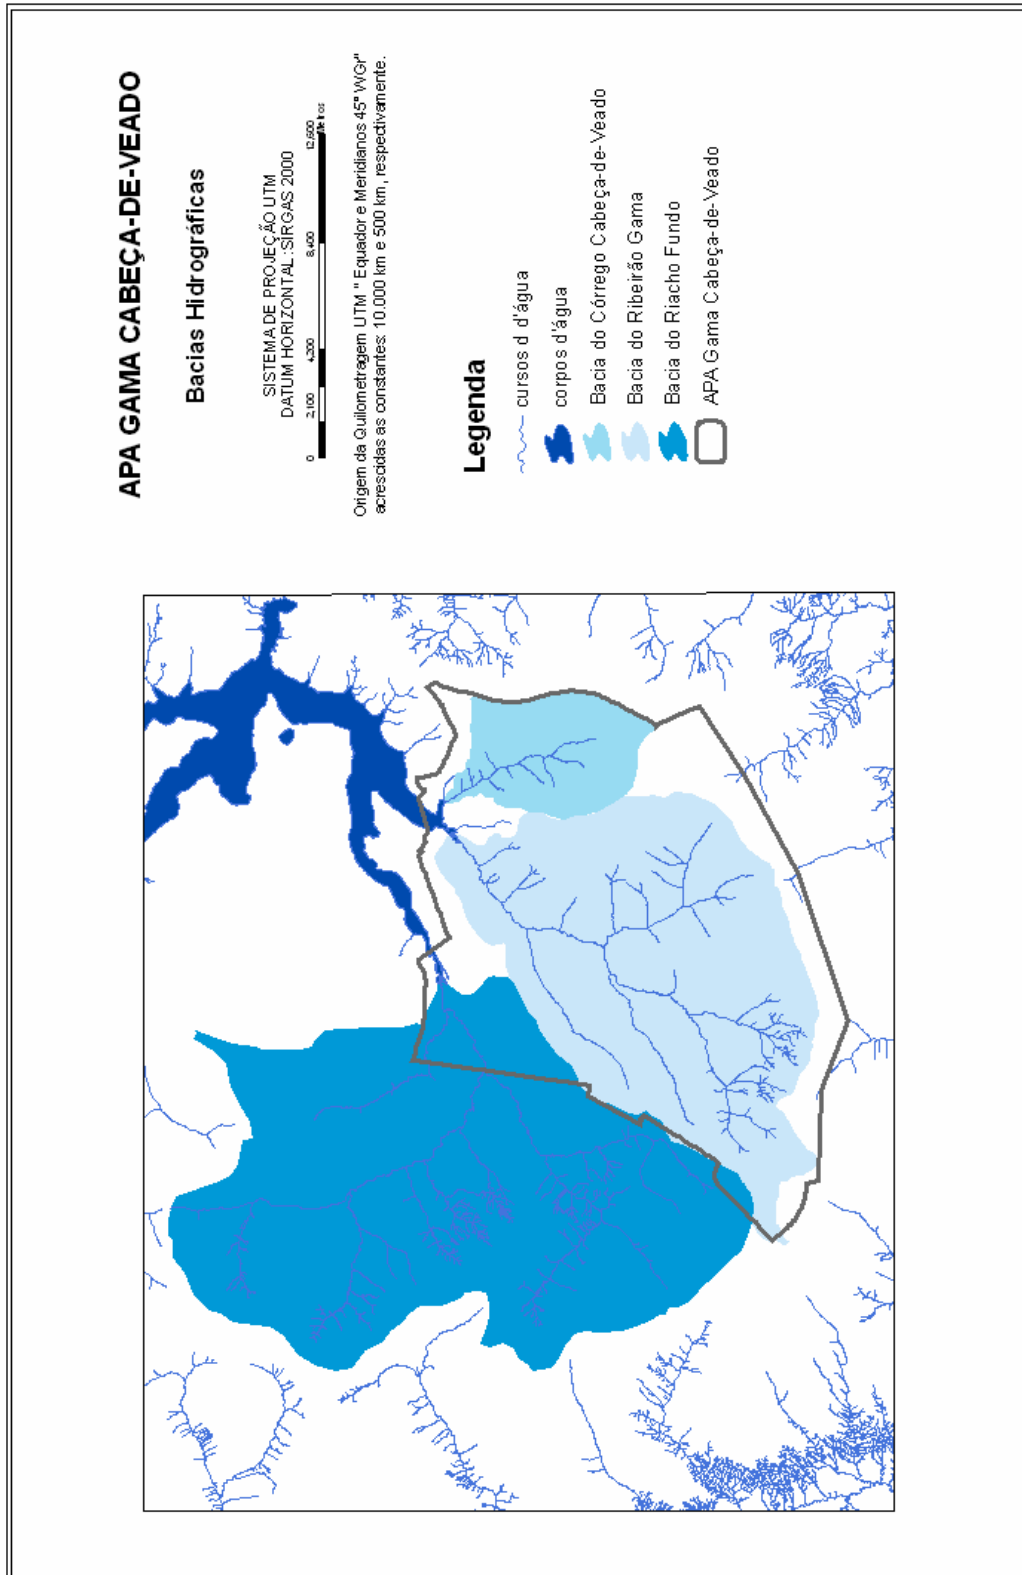 APA GAMA CABEÇA-DE-VEADO
Bacias Hidrográficas
SISTEMA DE PROJEÇÃO UTM
DATUM HORIZONTAL :SIRGAS 2000
0 2,100 4,200 8,400 12,600
Metros
Origem da Quilometragem UTM " Equador e Meridianos 45° WGr"
acrescidas as constantes: 10.000 km e 500 km, respectivamente.
Legenda
cursos d d'água
corpos d'água
Bacia do Córrego Cabeça-de-Veado
Bacia do Ribeirão Gama
Bacia do Riacho Fundo
APA Gama Cabeça-de-Veado